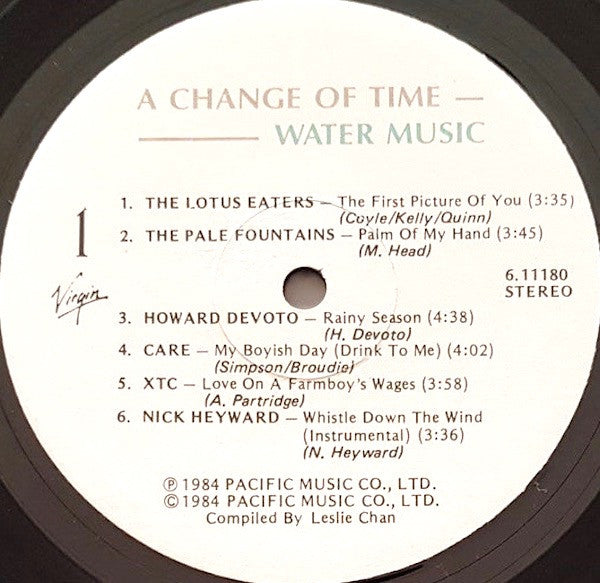 A CHANGE OF TIME —
— WATER MUSIC
1. THE LOTUS EATERS – The First Picture Of You (3:35)
(Coyle/Kelly/Quinn)
2. THE PALE FOUNTAINS – Palm Of My Hand (3:45)
(M. Head)
1
Virgin
6.11180
STEREO
3. HOWARD DEVOTO – Rainy Season (4:38)
(H. Devoto)
4. CARE – My Boyish Day (Drink To Me) (4:02)
(Simpson/Broudie)
5. XTC – Love On A Farmboy's Wages (3:58)
(A. Partridge)
6. NICK HEYWARD – Whistle Down The Wind
(Instrumental) (3:36)
(N. Heyward)
Ⓟ 1984 PACIFIC MUSIC CO., LTD.
©1984 PACIFIC MUSIC CO., LTD.
Compiled By Leslie Chan